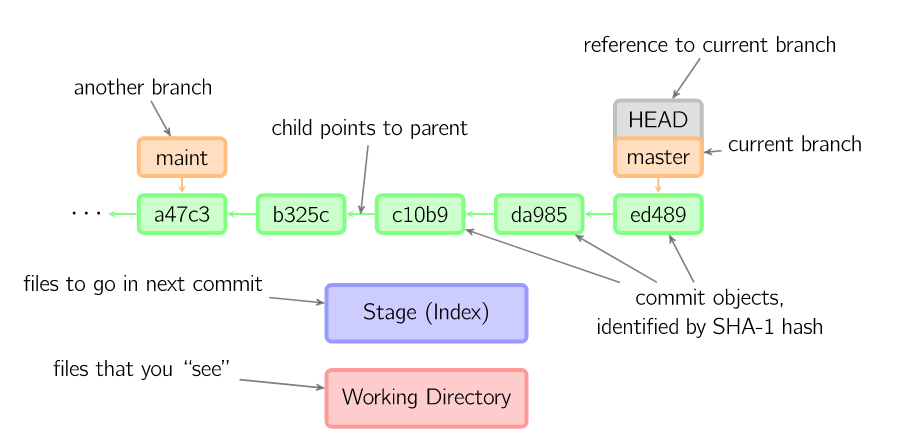 reference to current branch
another branch
HEAD
child points to parent
current branch
maint
master
··· a47c3 b325c c10b9 da985 ed489
files to go in next commit
commit objects,
identified by SHA-1 hash
Stage (Index)
files that you “see”
Working Directory